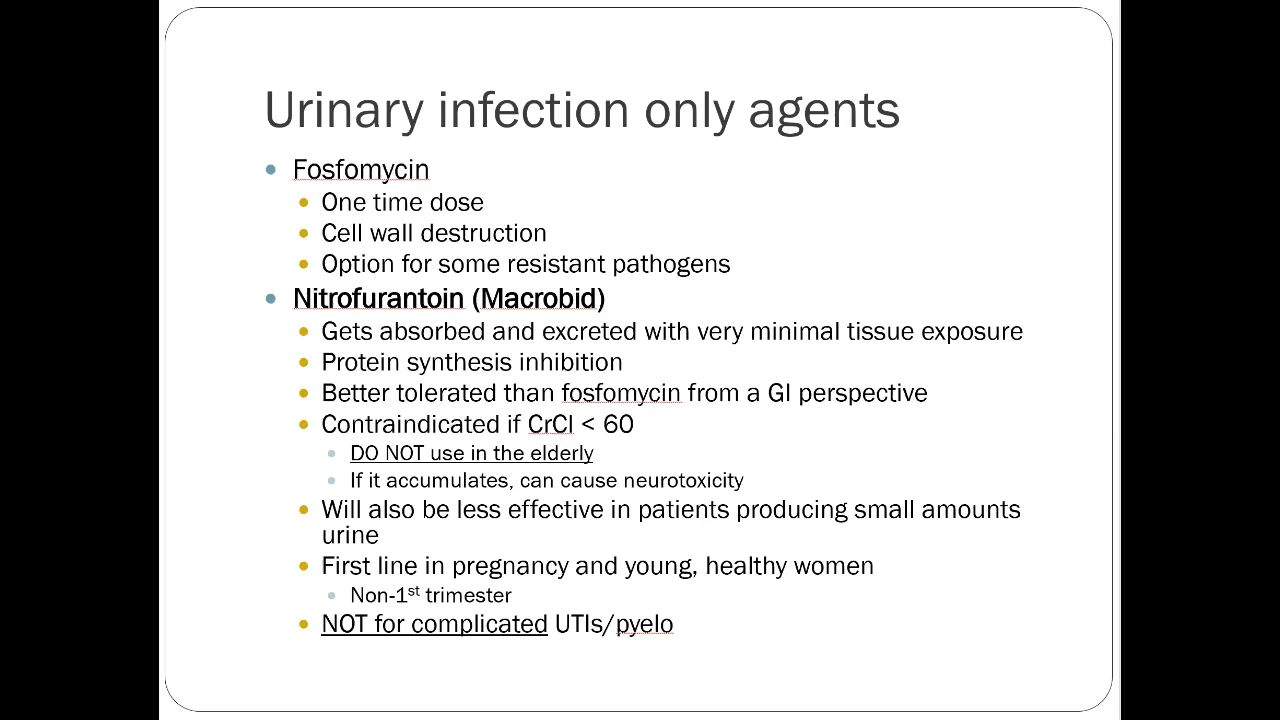 Urinary infection only agents
Fosfomycin
One time dose
Cell wall destruction
Option for some resistant pathogens
Nitrofurantoin (Macrobid)
Gets absorbed and excreted with very minimal tissue exposure
Protein synthesis inhibition
Better tolerated than fosfomycin from a GI perspective
Contraindicated if CrCl < 60
DO NOT use in the elderly
If it accumulates, can cause neurotoxicity
Will also be less effective in patients producing small amounts
urine
First line in pregnancy and young, healthy women
Non-1st trimester
NOT for complicated UTIs/pyelo